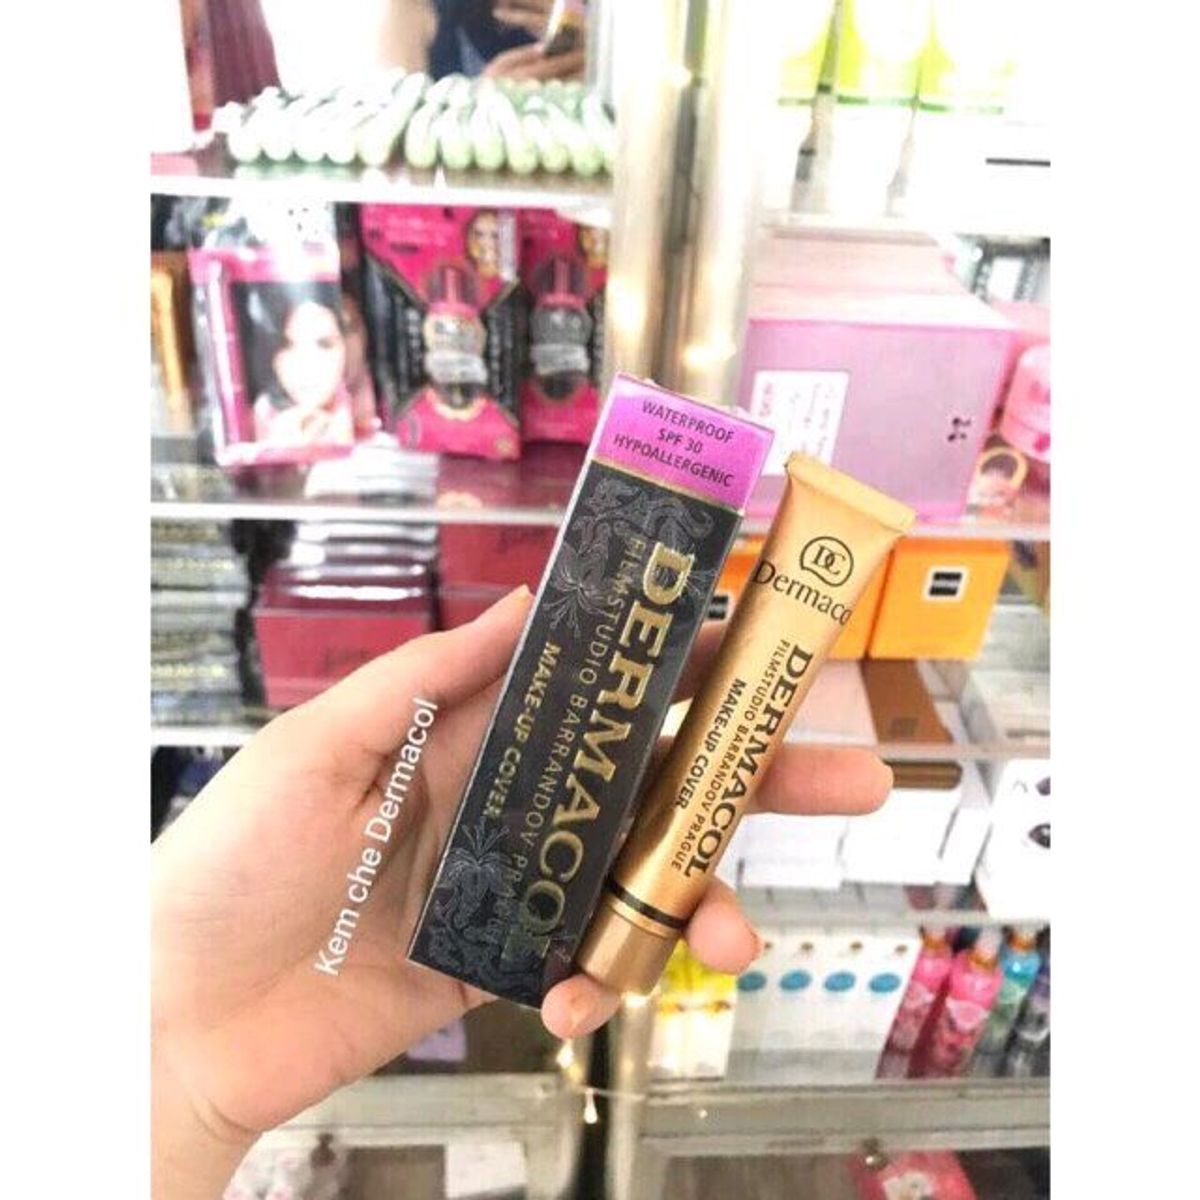 WATERPROOF
SPF 30
HYPOALLERGENIC
DERMACOL
FILMSTUDIO BARRANDOV PRAGUE
MAKE-UP COVER
DC
Dermacol
DERMACOL
FILMSTUDIO BARRANDOV PRAGUE
MAKE-UP COVER
Kem che Dermacol